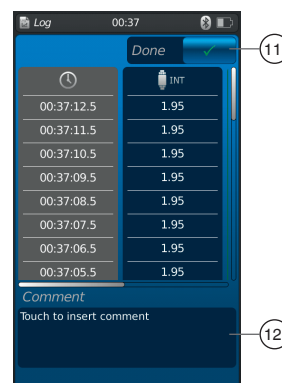 Log 00:37
Done 11
INT
00:37:12.5 1.95
00:37:11.5 1.95
00:37:10.5 1.95
00:37:09.5 1.95
00:37:08.5 1.95
00:37:07.5 1.95
00:37:06.5 1.95
00:37:05.5 1.95
Comment
Touch to insert comment
12